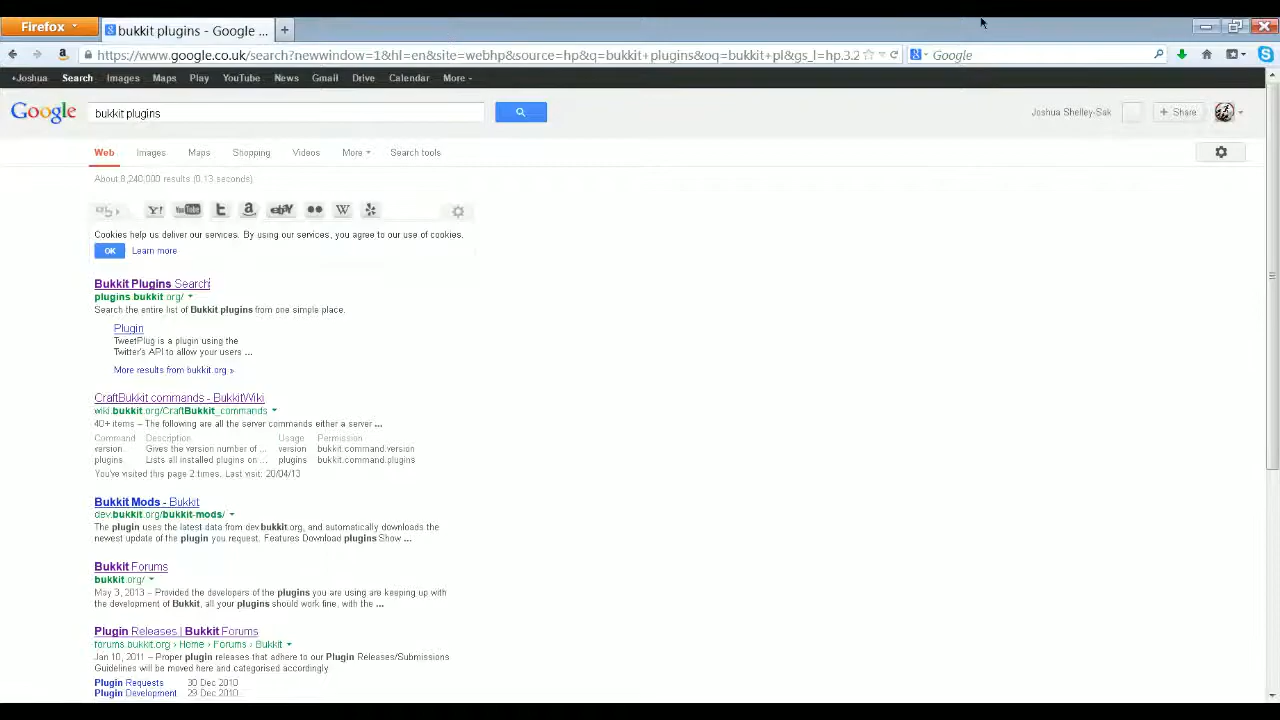 Firefox
bukkit plugins - Google ...
https://www.google.co.uk/search?newwindow=1&hl=en&site=webhp&source=hp&q=bukkit+plugins&oq=bukkit+pl&gs_l=hp.3.2
Google
+Joshua Search Images Maps Play YouTube News Gmail Drive Calendar More
Google bukkit plugins
Joshua Shelley-Sak + Share
Web Images Maps Shopping Videos More Search tools
About 8,240,000 results (0.13 seconds)
Y! YouTube t a ebY W
Cookies help us deliver our services. By using our services, you agree to our use of cookies.
OK Learn more
Bukkit Plugins Search
plugins.bukkit.org/
Search the entire list of Bukkit plugins from one simple place.
Plugin
TweetPlug is a plugin using the
Twitter's API to allow your users ...
More results from bukkit.org »
CraftBukkit commands - BukkitWiki
wiki.bukkit.org/CraftBukkit_commands
40+ items – The following are all the server commands either a server ...
Command Description Usage Permission
version Gives the version number of ... version bukkit.command.version
plugins Lists all installed plugins on ... plugins bukkit.command.plugins
You've visited this page 2 times. Last visit: 20/04/13
Bukkit Mods - Bukkit
dev.bukkit.org/bukkit-mods/
The plugin uses the latest data from dev.bukkit.org, and automatically downloads the
newest update of the plugin you request. Features Download plugins Show ...
Bukkit Forums
bukkit.org/
May 3, 2013 – Provided the developers of the plugins you are using are keeping up with
the development of Bukkit, all your plugins should work fine, with the ...
Plugin Releases | Bukkit Forums
forums.bukkit.org › Home › Forums › Bukkit
Jan 10, 2011 – Proper plugin releases that adhere to our Plugin Releases/Submissions
Guidelines will be moved here and categorised accordingly
Plugin Requests 30 Dec 2010
Plugin Development 29 Dec 2010